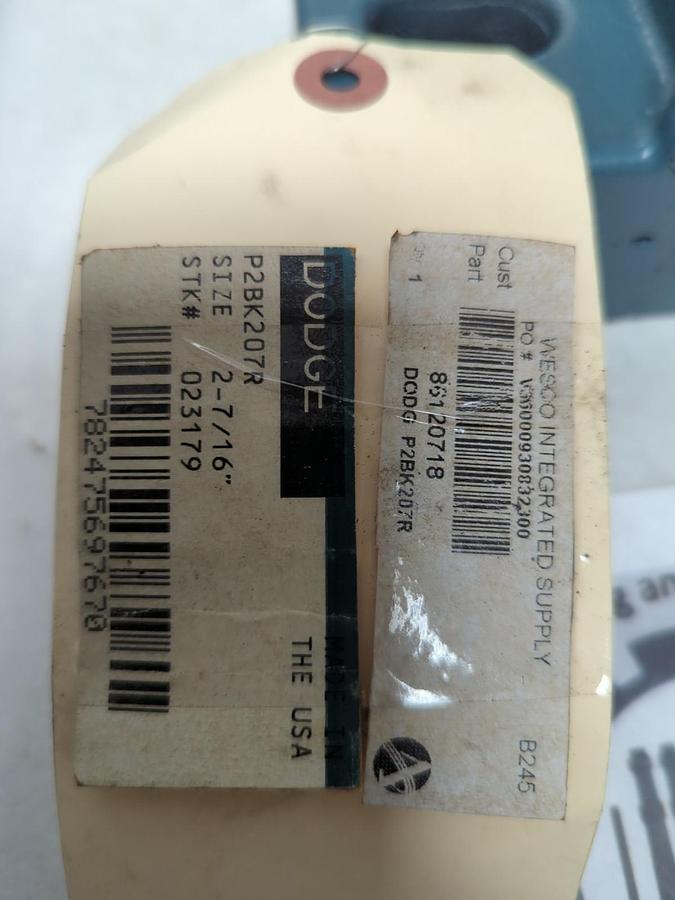 DODGE
P2BK207R
SIZE 2-7/16"
STK# 023179
782475697670
MADE IN
THE USA
WESCO INTEGRATED SUPPLY
B245
Cust
PO #
Part
86120718
DODG P2BK207R
1